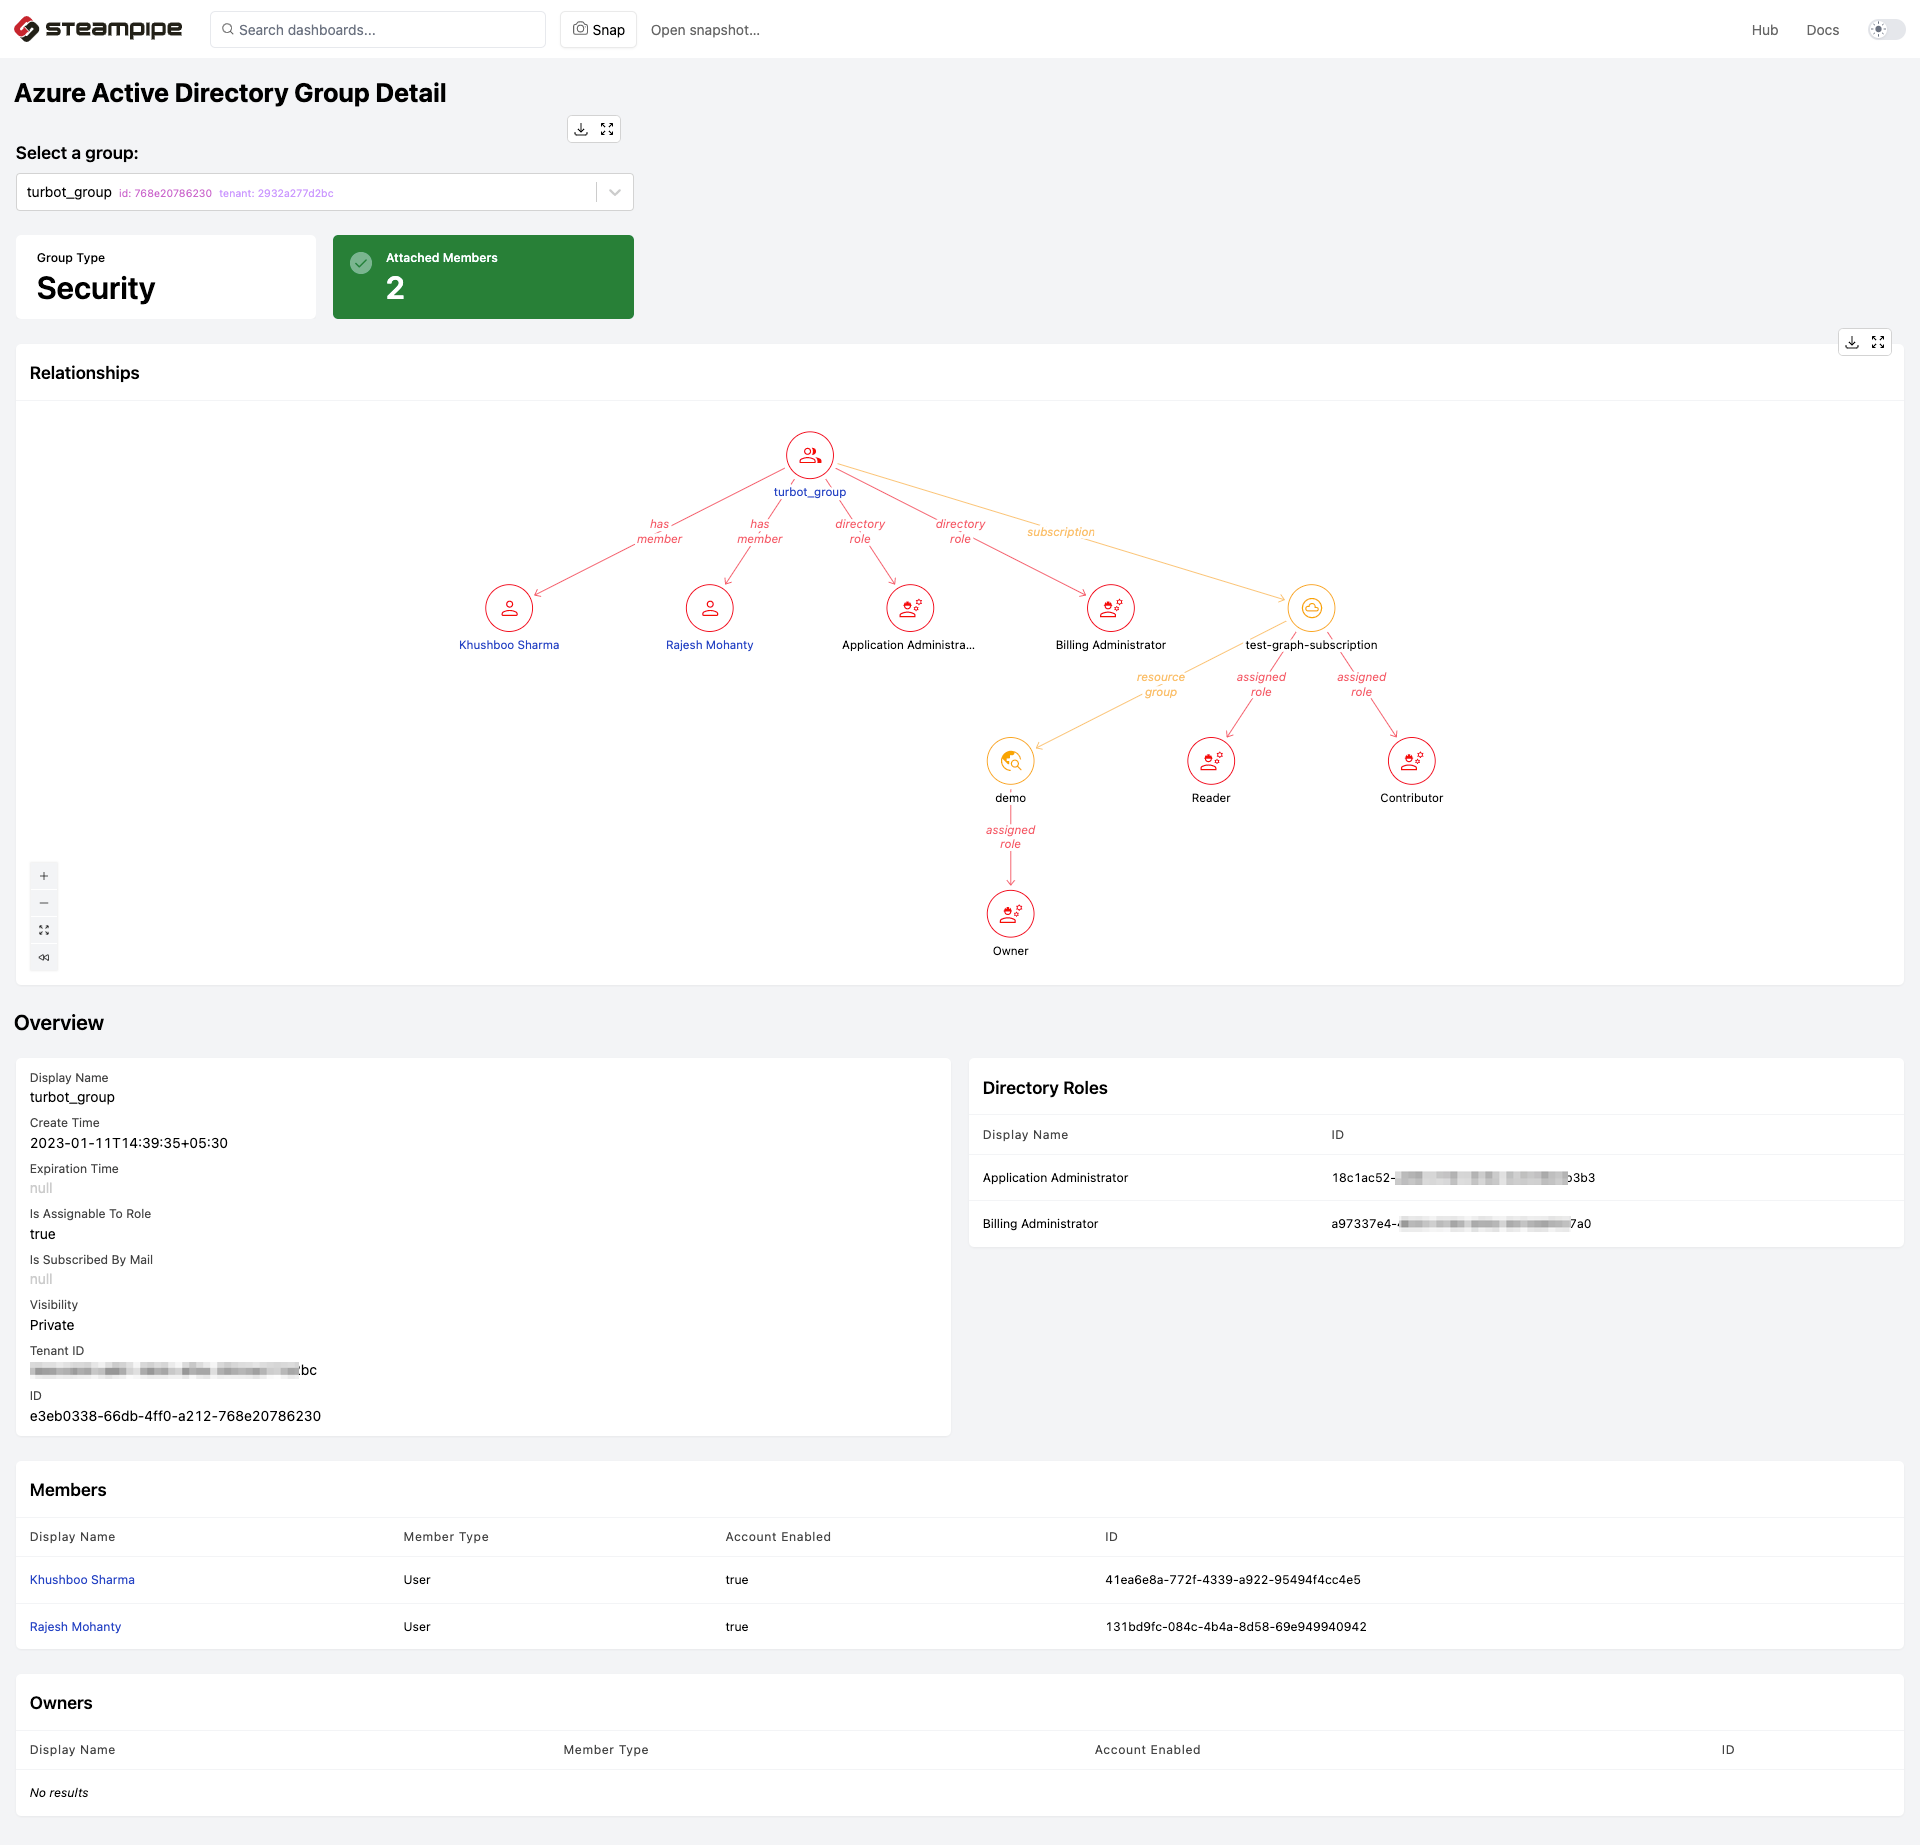 steampipe
Search dashboards...
Snap
Open snapshot...
Hub
Docs
Azure Active Directory Group Detail
Select a group:
turbot_group id: 768e20786230 tenant: 2932a277d2bc
Group Type
Security
Attached Members
2
Relationships
turbot_group
has member
has member
directory role
directory role
subscription
Khushboo Sharma
Rajesh Mohanty
Application Administra...
Billing Administrator
test-graph-subscription
resource group
assigned role
assigned role
demo
Reader
Contributor
assigned role
Owner
Overview
Display Name
turbot_group
Create Time
2023-01-11T14:39:35+05:30
Expiration Time
null
Is Assignable To Role
true
Is Subscribed By Mail
null
Visibility
Private
Tenant ID
bc
ID
e3eb0338-66db-4ff0-a212-768e20786230
Directory Roles
Display Name ID
Application Administrator 18c1ac52- b3b3
Billing Administrator a97337e4- 7a0
Members
Display Name Member Type Account Enabled ID
Khushboo Sharma User true 41ea6e8a-772f-4339-a922-95494f4cc4e5
Rajesh Mohanty User true 131bd9fc-084c-4b4a-8d58-69e949940942
Owners
Display Name Member Type Account Enabled ID
No results